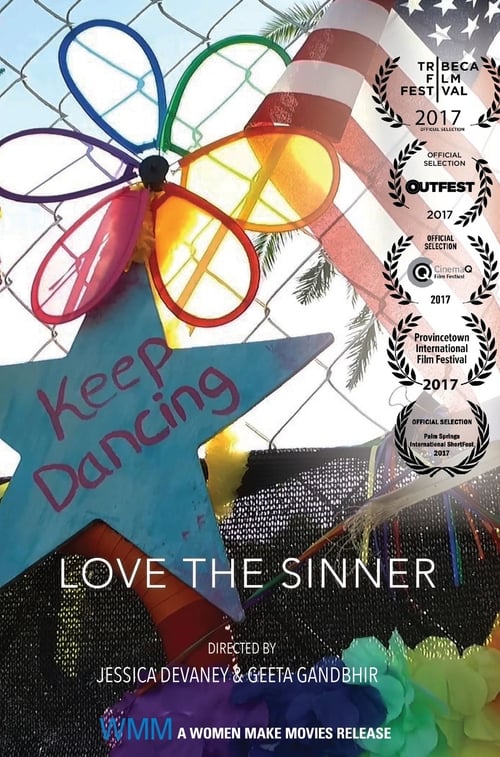 TRIBECA
FILM
FESTIVAL
2017
OFFICIAL SELECTION
OFFICIAL
SELECTION
OUTFEST
2017
OFFICIAL
SELECTION
CinemaQ
Film Festival
2017
Provincetown
International
Film Festival
2017
OFFICIAL SELECTION
Palm Springs
International ShortFest
2017
Keep
Dancing
LOVE THE SINNER
DIRECTED BY
JESSICA DEVANEY & GEETA GANDBHIR
WMM A WOMEN MAKE MOVIES RELEASE